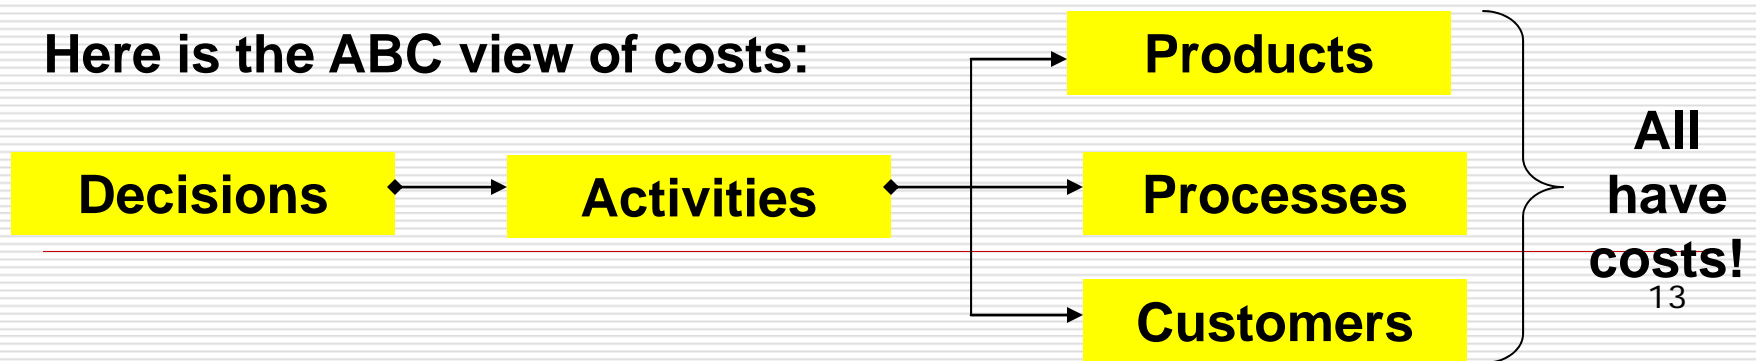 Here is the ABC view of costs:
Products
Decisions
Activities
Processes
Customers
All
have
costs!
13